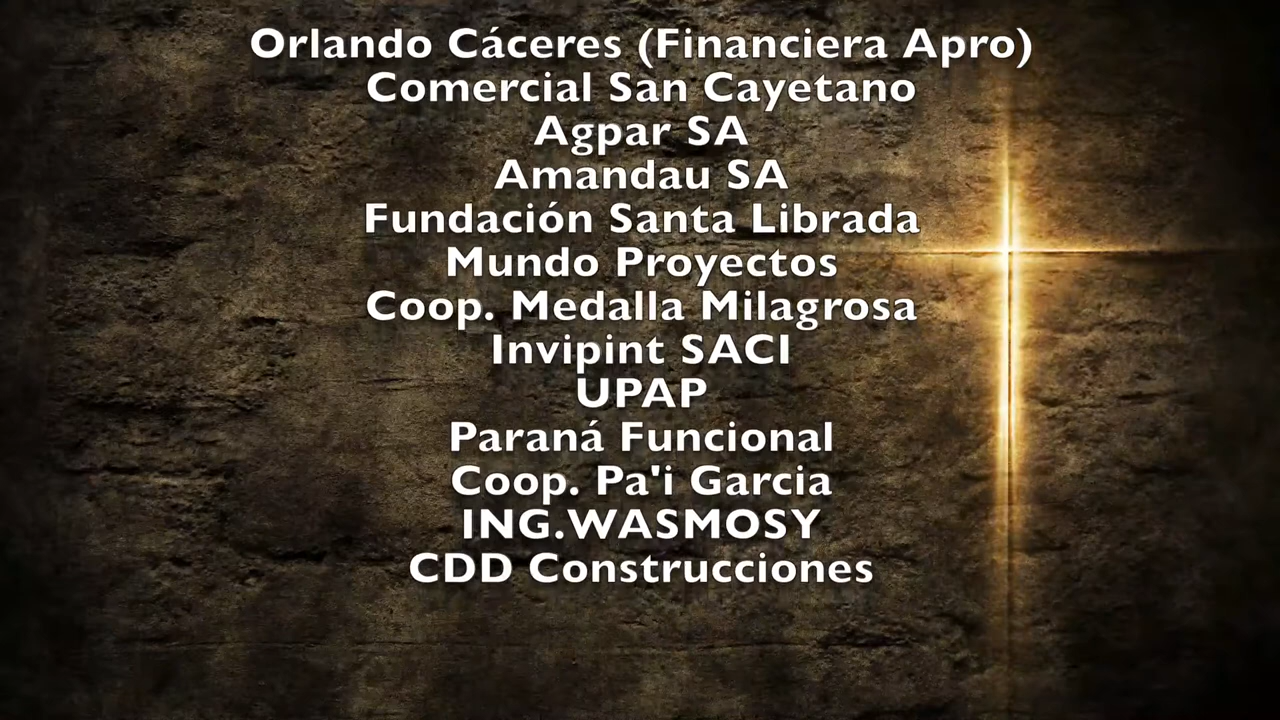 Orlando Cáceres (Financiera Apro)
Comercial San Cayetano
Agpar SA
Amandau SA
Fundación Santa Librada
Mundo Proyectos
Coop. Medalla Milagrosa
Invipint SACI
UPAP
Paraná Funcional
Coop. Pa'i Garcia
ING.WASMOSY
CDD Construcciones